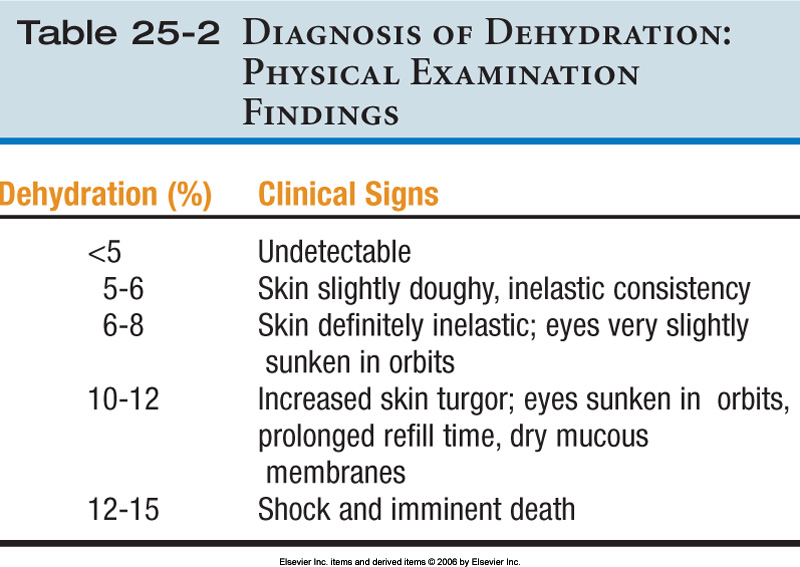 Table 25-2 Diagnosis of Dehydration:
Physical Examination
Findings
Dehydration (%) Clinical Signs
<5 Undetectable
5-6 Skin slightly doughy, inelastic consistency
6-8 Skin definitely inelastic; eyes very slightly
sunken in orbits
10-12 Increased skin turgor; eyes sunken in orbits,
prolonged refill time, dry mucous
membranes
12-15 Shock and imminent death
Elsevier Inc. items and derived items © 2006 by Elsevier Inc.